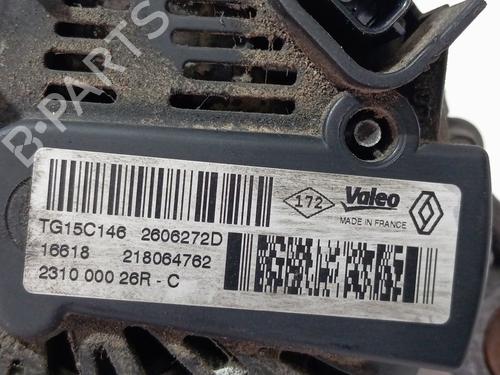 B-PARTS
172
Valeo
MADE IN FRANCE
TG15C146 2606272D
16618 218064762
2310 000 26R - C